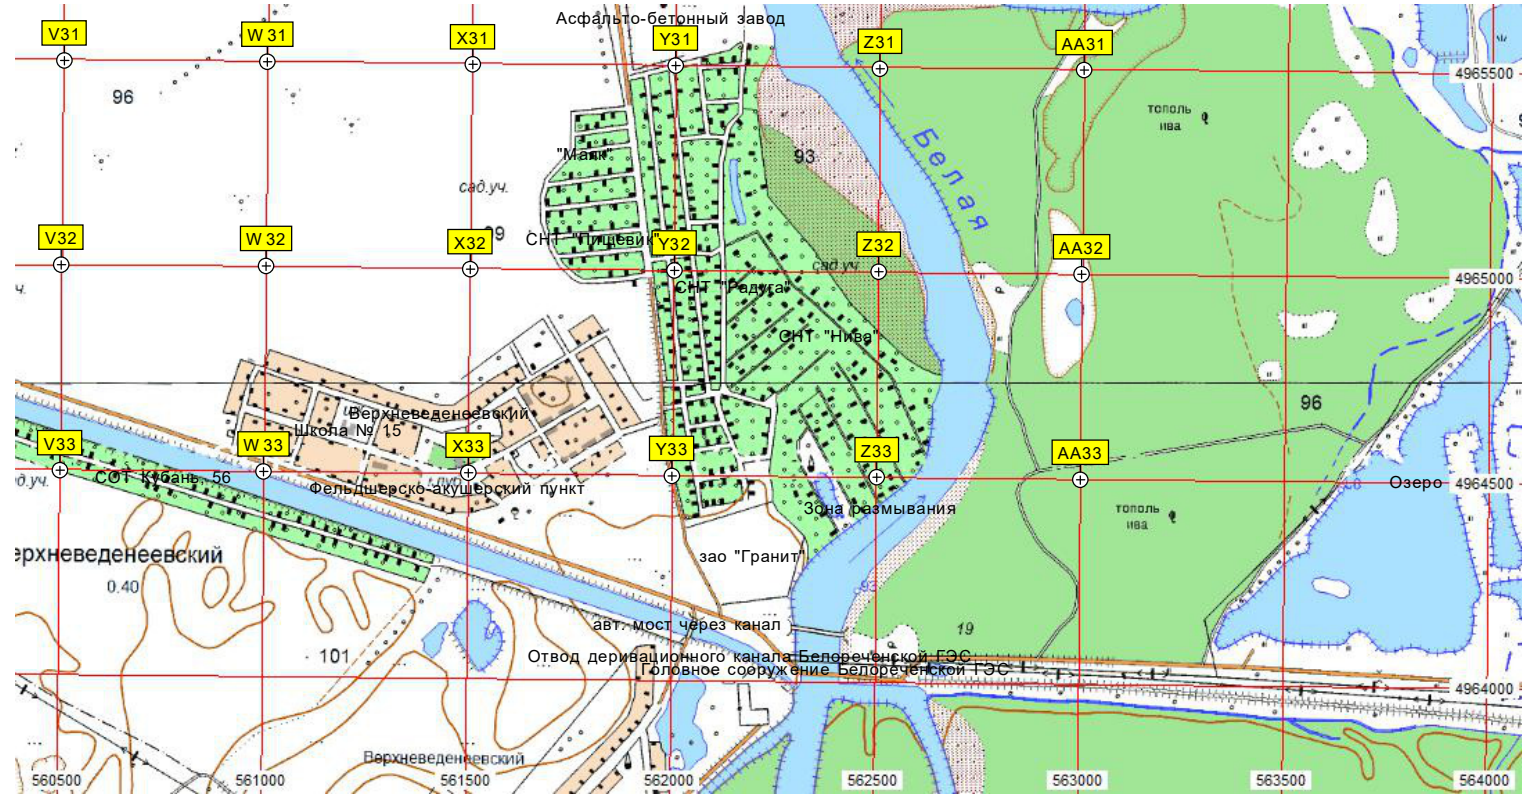 Асфальто-бетонный завод
V31
W31
X31
Y31
Z31
AA31
4965500
96
тополь
ива
Белая
"Маяк"
93
сад.уч.
СНТ "Пищевик"
V32
W32
X32
Y32
Z32
AA32
сад.уч
4965000
СНТ "Радуга"
СНТ "Нива"
96
Верхневеденеевский
Школа № 15
V33
W33
X33
Y33
Z33
AA33
4964500
СОТ Кубань 56
Фельдшерско-акушерский пункт
Озеро
Зона размывания
тополь
ива
ерхневеденеевский
0.40
зао "Гранит"
93
авт. мост через канал
19
101
Отвод деривационного канала Белореченской ГЭС
Головное сооружение Белореченской ГЭС
4964000
Верхневеденеевский
560500
561000
561500
562000
562500
563000
563500
564000